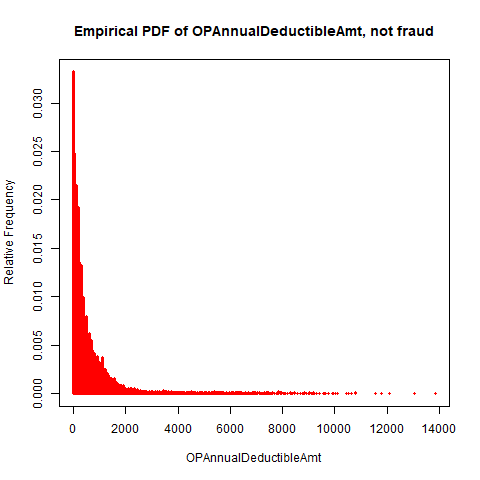 Empirical PDF of OPAnnualDeductibleAmt, not fraud
Relative Frequency
0.030
0.025
0.020
0.015
0.010
0.005
0.000
0 2000 4000 6000 8000 10000 12000 14000
OPAnnualDeductibleAmt